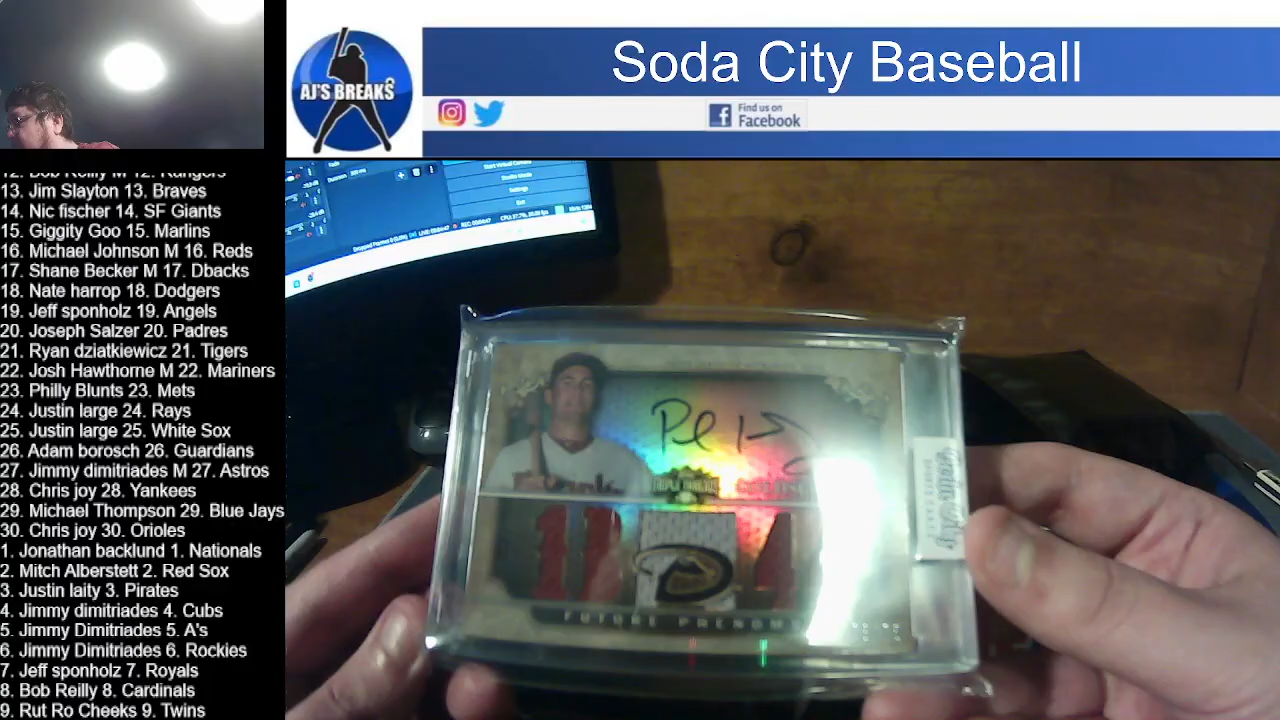 Soda City Baseball
AJ'S BREAKS
Find us on
Facebook
13. Jim Slayton 13. Braves
14. Nic fischer 14. SF Giants
15. Giggity Goo 15. Marlins
16. Michael Johnson M 16. Reds
17. Shane Becker M 17. Dbacks
18. Nate harrop 18. Dodgers
19. Jeff sponholz 19. Angels
20. Joseph Salzer 20. Padres
21. Ryan dziatkiewicz 21. Tigers
22. Josh Hawthorne M 22. Mariners
23. Philly Blunts 23. Mets
24. Justin large 24. Rays
25. Justin large 25. White Sox
26. Adam borosch 26. Guardians
27. Jimmy dimitriades M 27. Astros
28. Chris joy 28. Yankees
29. Michael Thompson 29. Blue Jays
30. Chris joy 30. Orioles
1. Jonathan backlund 1. Nationals
2. Mitch Alberstett 2. Red Sox
3. Justin laity 3. Pirates
4. Jimmy dimitriades 4. Cubs
5. Jimmy Dimitriades 5. A's
6. Jimmy Dimitriades 6. Rockies
7. Jeff sponholz 7. Royals
8. Bob Reilly 8. Cardinals
9. Rut Ro Cheeks 9. Twins
FUTURE